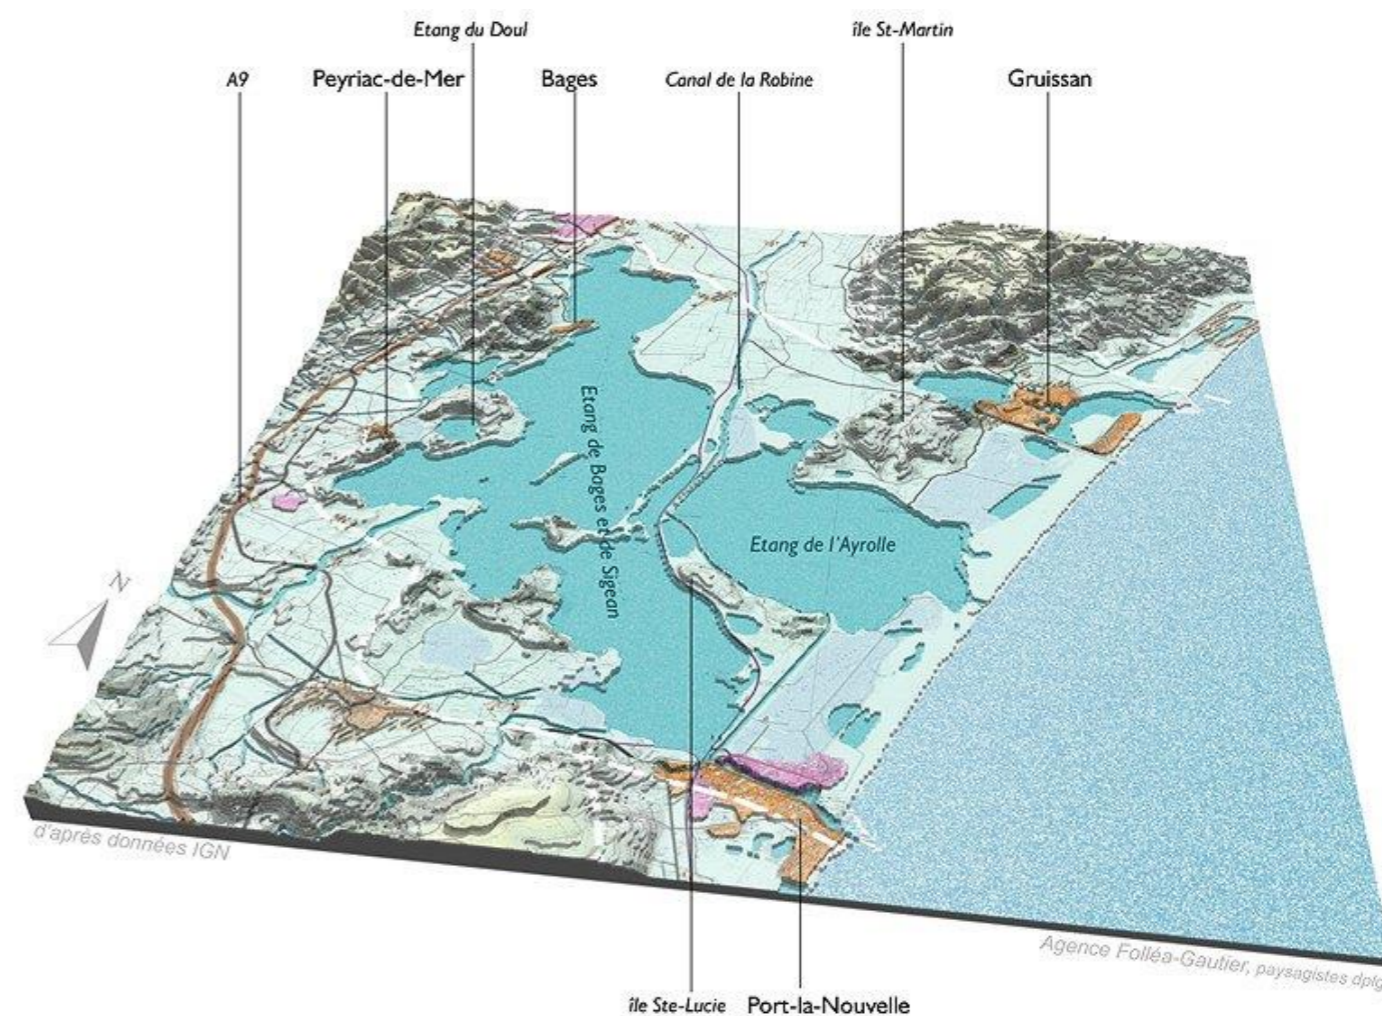 Etang du Doul
île St-Martin
A9
Peyriac-de-Mer
Bages
Canal de la Robine
Gruissan
Etang de Bages et de Sigean
Etang de l'Ayrolle
N
d'après données IGN
Agence Folléa-Gautier, paysagistes dplg
île Ste-Lucie
Port-la-Nouvelle